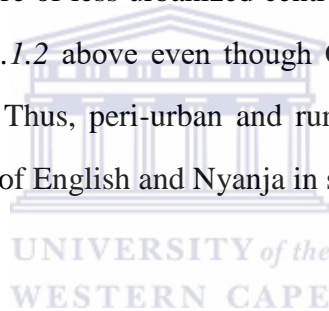 e of less urbanized centr
.1.2 above even though
Thus, peri-urban and rur
of English and Nyanja in s
UNIVERSITY of the
WESTERN CAPE